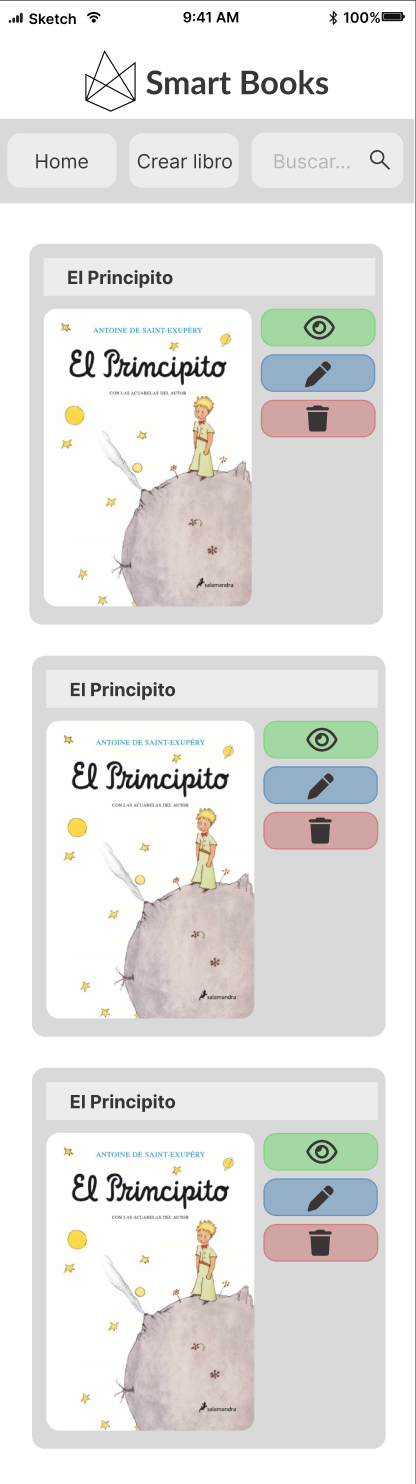 Sketch 9:41 AM 100%
Smart Books
Home Crear libro Buscar...
El Principito
ANTOINE DE SAINT-EXUPÉRY
El Principito
CON LAS ACUARELAS DEL AUTOR
salamandra
El Principito
ANTOINE DE SAINT-EXUPÉRY
El Principito
CON LAS ACUARELAS DEL AUTOR
salamandra
El Principito
ANTOINE DE SAINT-EXUPÉRY
El Principito
CON LAS ACUARELAS DEL AUTOR
salamandra